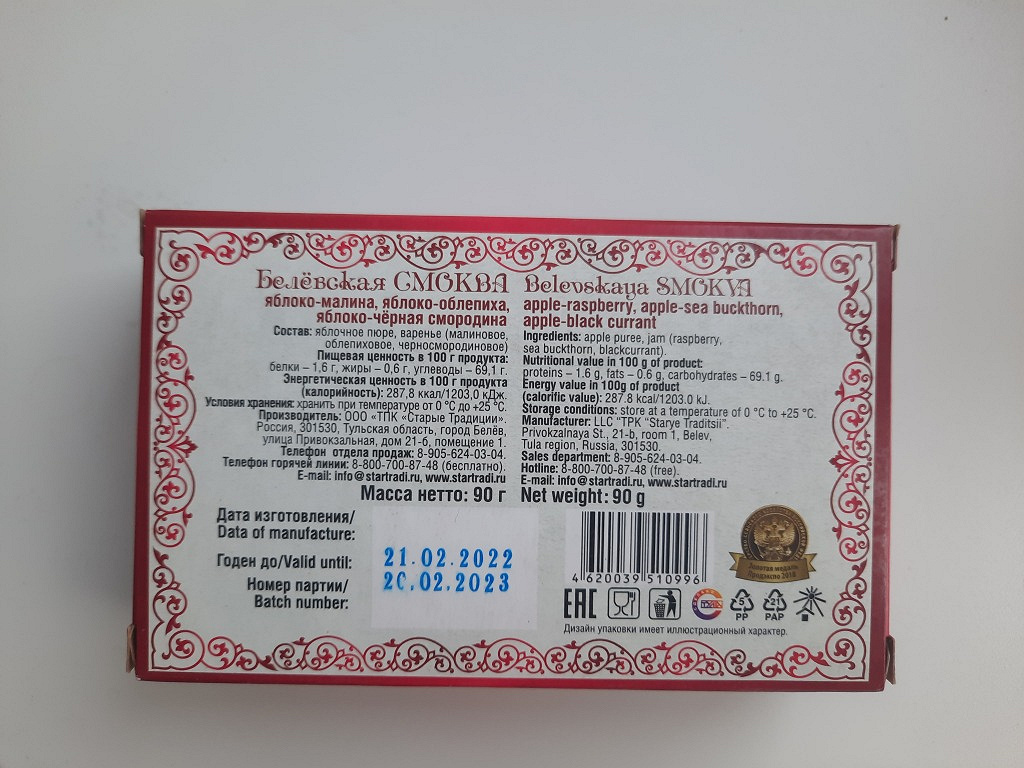 Белёвская СМОКВА
яблоко-малина, яблоко-облепиха,
яблоко-чёрная смородина
Состав: яблочное пюре, варенье (малиновое,
облепиховое, черносмородиновое)
Пищевая ценность в 100 г продукта:
белки – 1,6 г, жиры – 0,6 г, углеводы – 69,1 г.
Энергетическая ценность в 100 г продукта
(калорийность): 287,8 ккал/1203,0 кДж.
Условия хранения: хранить при температуре от 0 °С до +25 °С.
Производитель: ООО «ТПК «Старые Традиции».
Россия, 301530, Тульская область, город Белёв,
улица Привокзальная, дом 21-б, помещение 1.
Телефон отдела продаж: 8-905-624-03-04.
Телефон горячей линии: 8-800-700-87-48 (бесплатно).
E-mail: info@startradi.ru, www.startradi.ru
Масса нетто: 90 г
Belevskaya SMOKVA
apple-raspberry, apple-sea buckthorn,
apple-black currant
Ingredients: apple puree, jam (raspberry,
sea buckthorn, blackcurrant).
Nutritional value in 100 g of product:
proteins – 1.6 g, fats – 0.6 g, carbohydrates – 69.1 g.
Energy value in 100g of product
(calorific value): 287.8 kcal/1203.0 kJ.
Storage conditions: store at a temperature of 0 °C to +25 °C.
Manufacturer: LLC "TPK "Starye Traditsii".
Privokzalnaya St., 21-b, room 1, Belev,
Tula region, Russia, 301530.
Sales department: 8-905-624-03-04.
Hotline: 8-800-700-87-48 (free).
E-mail: info@startradi.ru, www.startradi.ru
Net weight: 90 g
Дата изготовления/
Data of manufacture:
Годен до/Valid until:
Номер партии/
Batch number:
21.02.2022
20.02.2023
4 620039 510996
Золотая медаль
Продэкспо 2018
EAC
5
PP
21
PAP
Дизайн упаковки имеет иллюстрационный характер.